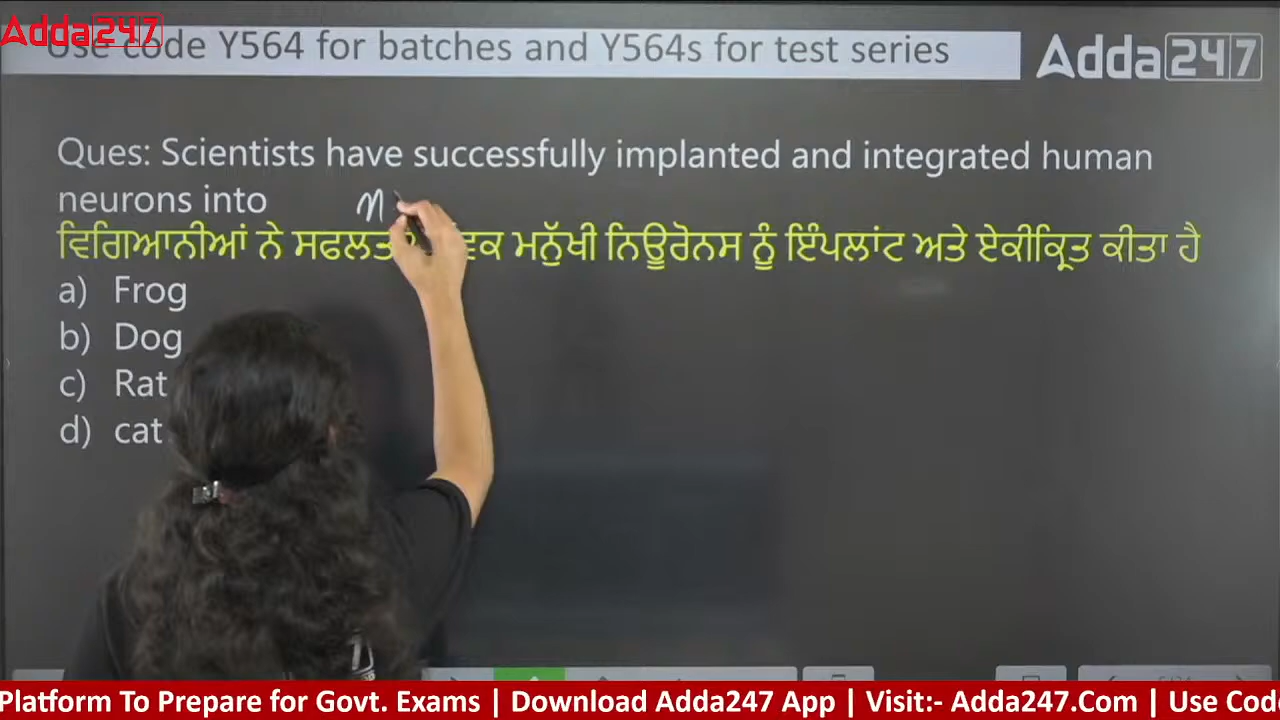 Adda247
Use code Y564 for batches and Y564s for test series
Adda247
Ques: Scientists have successfully implanted and integrated human
neurons into
ਵਿਗਿਆਨੀਆਂ ਨੇ ਮਨੁੱਖੀ ਨਿਊਰੋਨਸ ਨੂੰ ਇੰਪਲਾਂਟ ਅਤੇ ਏਕੀਕ੍ਰਿਤ ਕੀਤਾ ਹੈ
a) Frog
b) Dog
c) Rat
d) cat
Platform To Prepare for Govt. Exams | Download Adda247 App | Visit:- Adda247.Com | Use Code